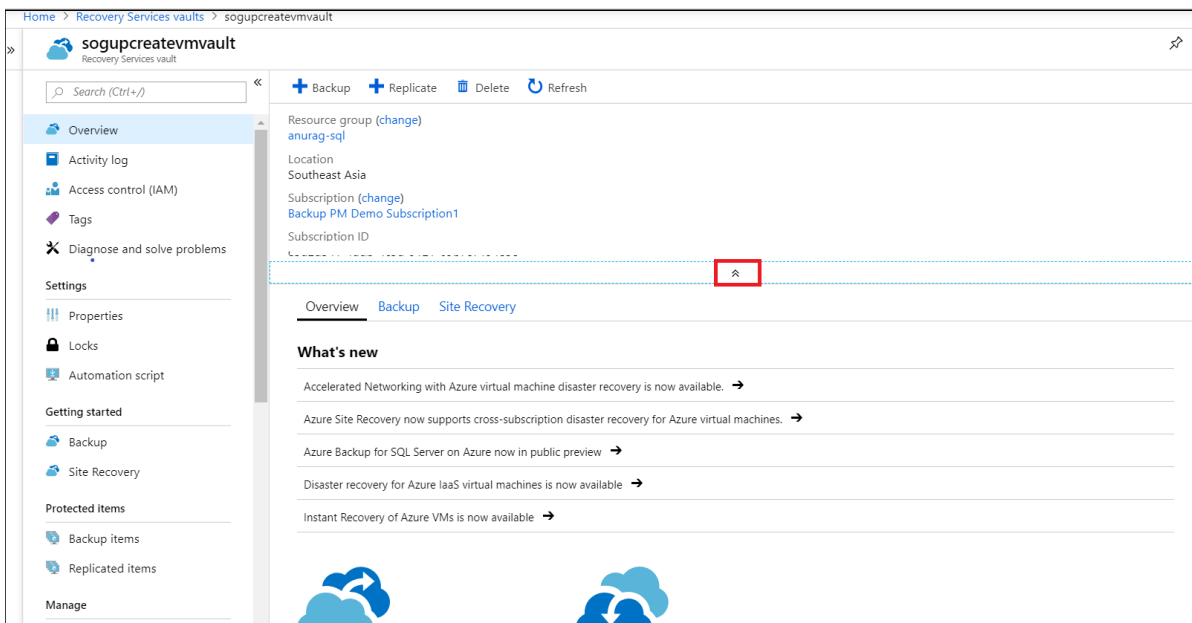 Home > Recovery Services vaults > sogupcreatevmvault
sogupcreatevmvault
Recovery Services vault
Search (Ctrl+/)
Overview
Activity log
Access control (IAM)
Tags
Diagnose and solve problems
Settings
Properties
Locks
Automation script
Getting started
Backup
Site Recovery
Protected items
Backup items
Replicated items
Manage
Backup Replicate Delete Refresh
Resource group (change)
anurag-sql
Location
Southeast Asia
Subscription (change)
Backup PM Demo Subscription1
Subscription ID
Overview Backup Site Recovery
What's new
Accelerated Networking with Azure virtual machine disaster recovery is now available.
Azure Site Recovery now supports cross-subscription disaster recovery for Azure virtual machines.
Azure Backup for SQL Server on Azure now in public preview
Disaster recovery for Azure IaaS virtual machines is now available
Instant Recovery of Azure VMs is now available